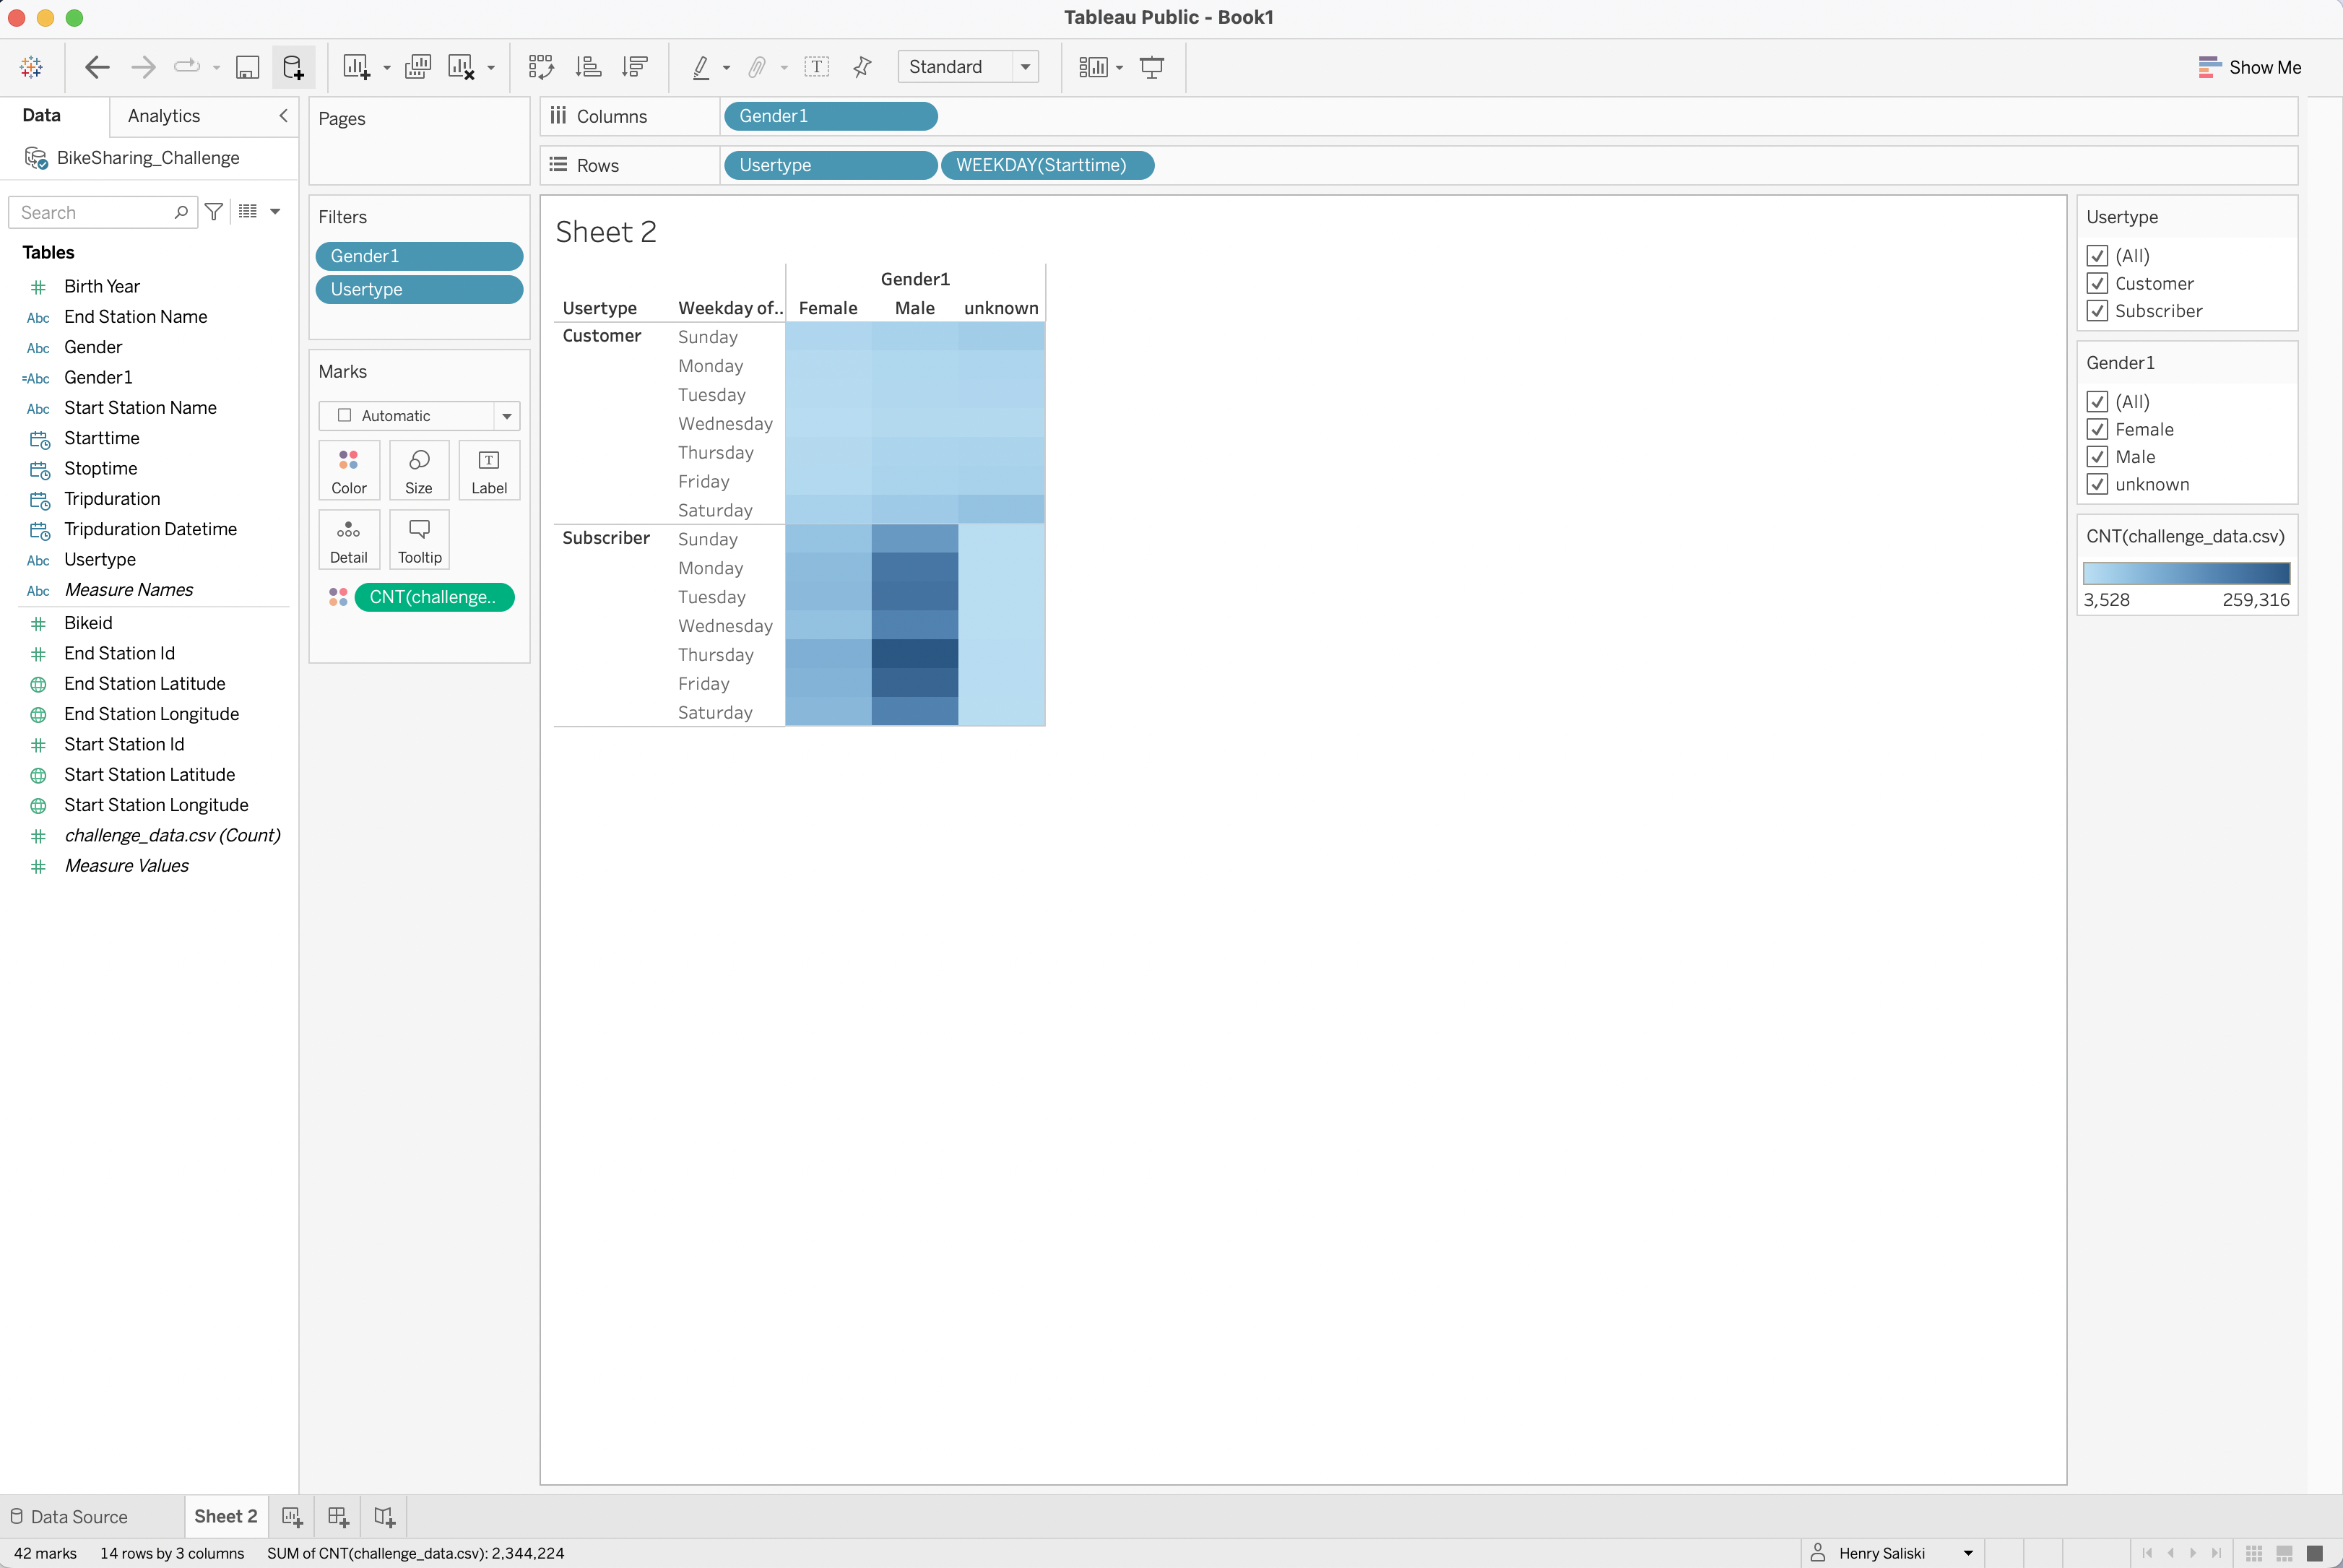 Tableau Public - Book1
Standard
Show Me
Data
Analytics
BikeSharing_Challenge
Search
Tables
Birth Year
Abc End Station Name
Abc Gender
=Abc Gender1
Abc Start Station Name
Starttime
Stoptime
Tripduration
Tripduration Datetime
Abc Usertype
Abc Measure Names
Bikeid
End Station Id
End Station Latitude
End Station Longitude
Start Station Id
Start Station Latitude
Start Station Longitude
challenge_data.csv (Count)
Measure Values
Pages
Filters
Gender1
Usertype
Marks
Automatic
Color Size Label
Detail Tooltip
CNT(challenge..
Columns Gender1
Rows Usertype WEEKDAY(Starttime)
Sheet 2
Gender1
Usertype Weekday of.. Female Male unknown
Customer Sunday
Monday
Tuesday
Wednesday
Thursday
Friday
Saturday
Subscriber Sunday
Monday
Tuesday
Wednesday
Thursday
Friday
Saturday
Usertype
(All)
Customer
Subscriber
Gender1
(All)
Female
Male
unknown
CNT(challenge_data.csv)
3,528 259,316
Data Source Sheet 2
42 marks 14 rows by 3 columns SUM of CNT(challenge_data.csv): 2,344,224 Henry Saliski